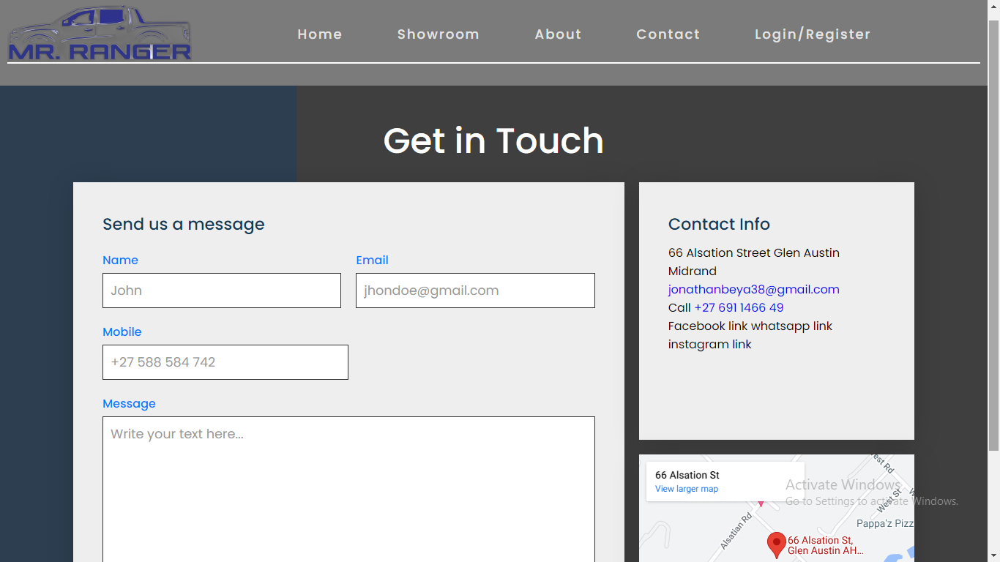 MR. RANGER
Home Showroom About Contact Login/Register
Get in Touch
Send us a message
Name Email
John jhondoe@gmail.com
Mobile
+27 588 584 742
Message
Write your text here...
Contact Info
66 Alsation Street Glen Austin
Midrand
jonathanbeya38@gmail.com
Call +27 691 1466 49
Facebook link whatsapp link
instagram link
66 Alsation St
View larger map
est Rd
West St
W
Alsatian Rd
Pappa'z Pizz
66 Alsation St,
Glen Austin AH...
Activate Windows
Go to Settings to activate Windows.